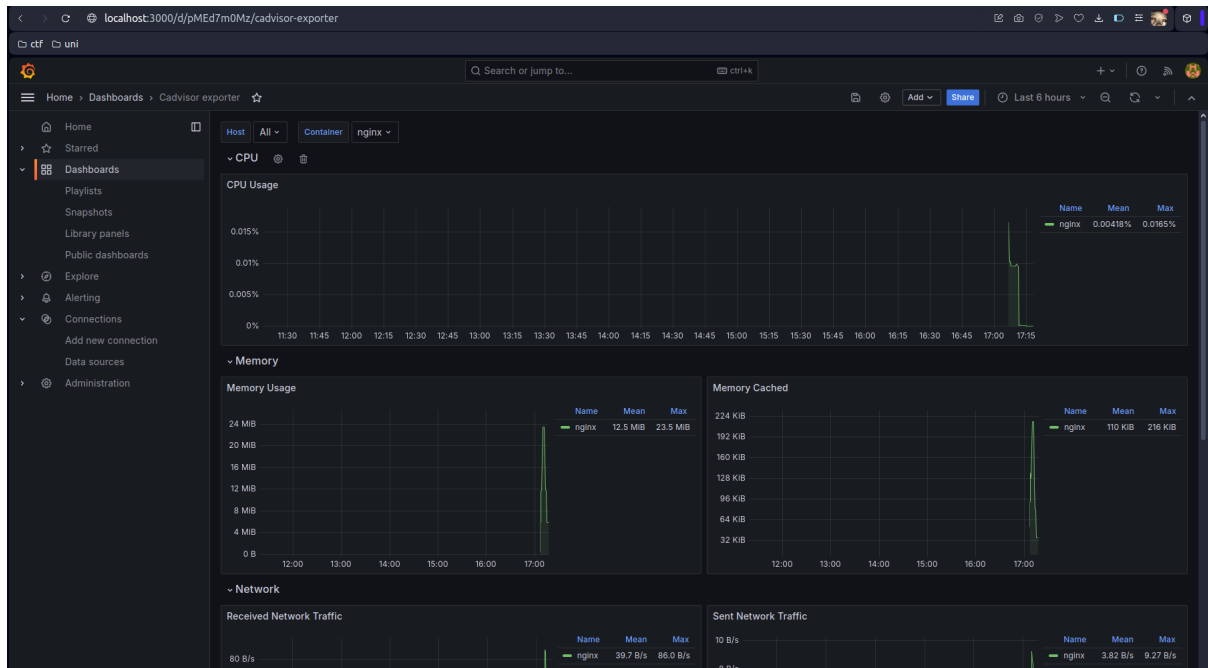 localhost:3000/d/pMEd7m0Mz/cadvisor-exporter
ctf uni
Search or jump to... ctrl+k
Home › Dashboards › Cadvisor exporter
Add Share Last 6 hours
Home
Starred
Dashboards
Playlists
Snapshots
Library panels
Public dashboards
Explore
Alerting
Connections
Add new connection
Data sources
Administration
Host All Container nginx
CPU
CPU Usage
Name Mean Max
nginx 0.00418% 0.0165%
0.015%
0.01%
0.005%
0%
11:30 11:45 12:00 12:15 12:30 12:45 13:00 13:15 13:30 13:45 14:00 14:15 14:30 14:45 15:00 15:15 15:30 15:45 16:00 16:15 16:30 16:45 17:00 17:15
Memory
Memory Usage
Name Mean Max
nginx 12.5 MiB 23.5 MiB
24 MiB
20 MiB
16 MiB
12 MiB
8 MiB
4 MiB
0 B
12:00 13:00 14:00 15:00 16:00 17:00
Memory Cached
Name Mean Max
nginx 110 KiB 216 KiB
224 KiB
192 KiB
160 KiB
128 KiB
96 KiB
64 KiB
32 KiB
12:00 13:00 14:00 15:00 16:00 17:00
Network
Received Network Traffic
Name Mean Max
nginx 39.7 B/s 86.0 B/s
80 B/s
Sent Network Traffic
Name Mean Max
nginx 3.82 B/s 9.27 B/s
10 B/s